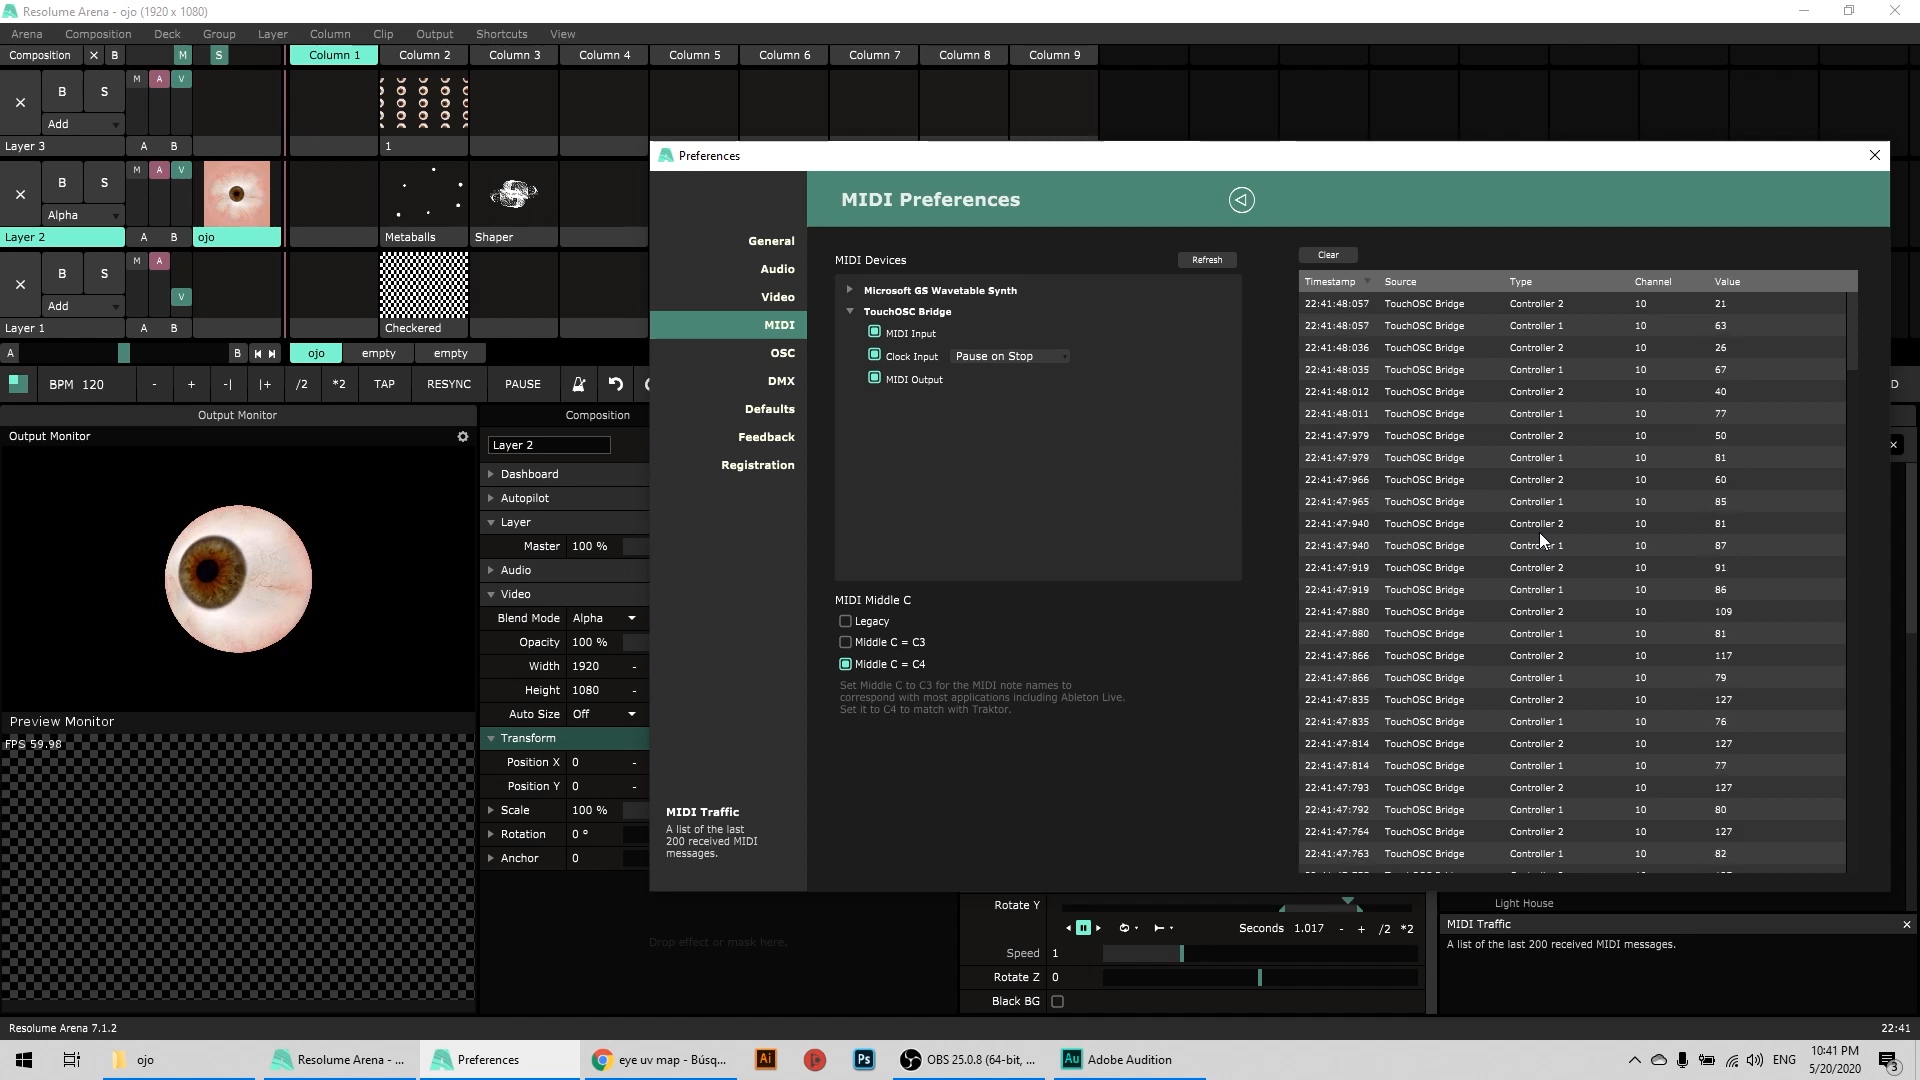 Resolume Arena - ojo (1920 x 1080)
Arena Composition Deck Group Layer Column Clip Output Shortcuts View
Composition X B M S Column 1 Column 2 Column 3 Column 4 Column 5 Column 6 Column 7 Column 8 Column 9
B S M A V
Add
Layer 3 A B 1
B S M A V
Alpha
Layer 2 A B ojo Metaballs Shaper
B S M A V
Add
Layer 1 A B Checkered
A B ojo empty empty
BPM 120 - + -| |+ /2 *2 TAP RESYNC PAUSE D
Output Monitor
Output Monitor
Preview Monitor
FPS 59.98
Composition
Layer 2
Dashboard
Autopilot
Layer
Master 100 %
Audio
Video
Blend Mode Alpha
Opacity 100 %
Width 1920 -
Height 1080 -
Auto Size Off
Transform
Position X 0 -
Position Y 0 -
Scale 100 %
Rotation 0 °
Anchor 0
Drop effect or mask here.
Preferences
General
Audio
Video
MIDI
OSC
DMX
Defaults
Feedback
Registration
MIDI Traffic
A list of the last
200 received MIDI
messages.
MIDI Preferences
MIDI Devices Refresh
Microsoft GS Wavetable Synth
TouchOSC Bridge
MIDI Input
Clock Input Pause on Stop
MIDI Output
MIDI Middle C
Legacy
Middle C = C3
Middle C = C4
Set Middle C to C3 for the MIDI note names to
correspond with most applications including Ableton Live.
Set it to C4 to match with Traktor.
Clear
Timestamp Source Type Channel Value
22:41:48:057 TouchOSC Bridge Controller 2 10 21
22:41:48:057 TouchOSC Bridge Controller 1 10 63
22:41:48:036 TouchOSC Bridge Controller 2 10 26
22:41:48:035 TouchOSC Bridge Controller 1 10 67
22:41:48:012 TouchOSC Bridge Controller 2 10 40
22:41:48:011 TouchOSC Bridge Controller 1 10 77
22:41:47:979 TouchOSC Bridge Controller 2 10 50
22:41:47:979 TouchOSC Bridge Controller 1 10 81
22:41:47:966 TouchOSC Bridge Controller 2 10 60
22:41:47:965 TouchOSC Bridge Controller 1 10 85
22:41:47:940 TouchOSC Bridge Controller 2 10 81
22:41:47:940 TouchOSC Bridge Controller 1 10 87
22:41:47:919 TouchOSC Bridge Controller 2 10 91
22:41:47:919 TouchOSC Bridge Controller 1 10 86
22:41:47:880 TouchOSC Bridge Controller 2 10 109
22:41:47:880 TouchOSC Bridge Controller 1 10 81
22:41:47:866 TouchOSC Bridge Controller 2 10 117
22:41:47:866 TouchOSC Bridge Controller 1 10 79
22:41:47:835 TouchOSC Bridge Controller 2 10 127
22:41:47:835 TouchOSC Bridge Controller 1 10 76
22:41:47:814 TouchOSC Bridge Controller 2 10 127
22:41:47:814 TouchOSC Bridge Controller 1 10 77
22:41:47:793 TouchOSC Bridge Controller 2 10 127
22:41:47:792 TouchOSC Bridge Controller 1 10 80
22:41:47:764 TouchOSC Bridge Controller 2 10 127
22:41:47:763 TouchOSC Bridge Controller 1 10 82
Rotate Y
Seconds 1.017 - + /2 *2
Speed 1
Rotate Z 0
Black BG
Light House
MIDI Traffic
A list of the last 200 received MIDI messages.
Resolume Arena 7.1.2 22:41
ojo Resolume Arena - ... Preferences eye uv map - Búsq... Ai Ps OBS 25.0.8 (64-bit, ... Au Adobe Audition ENG 10:41 PM
5/20/2020 3